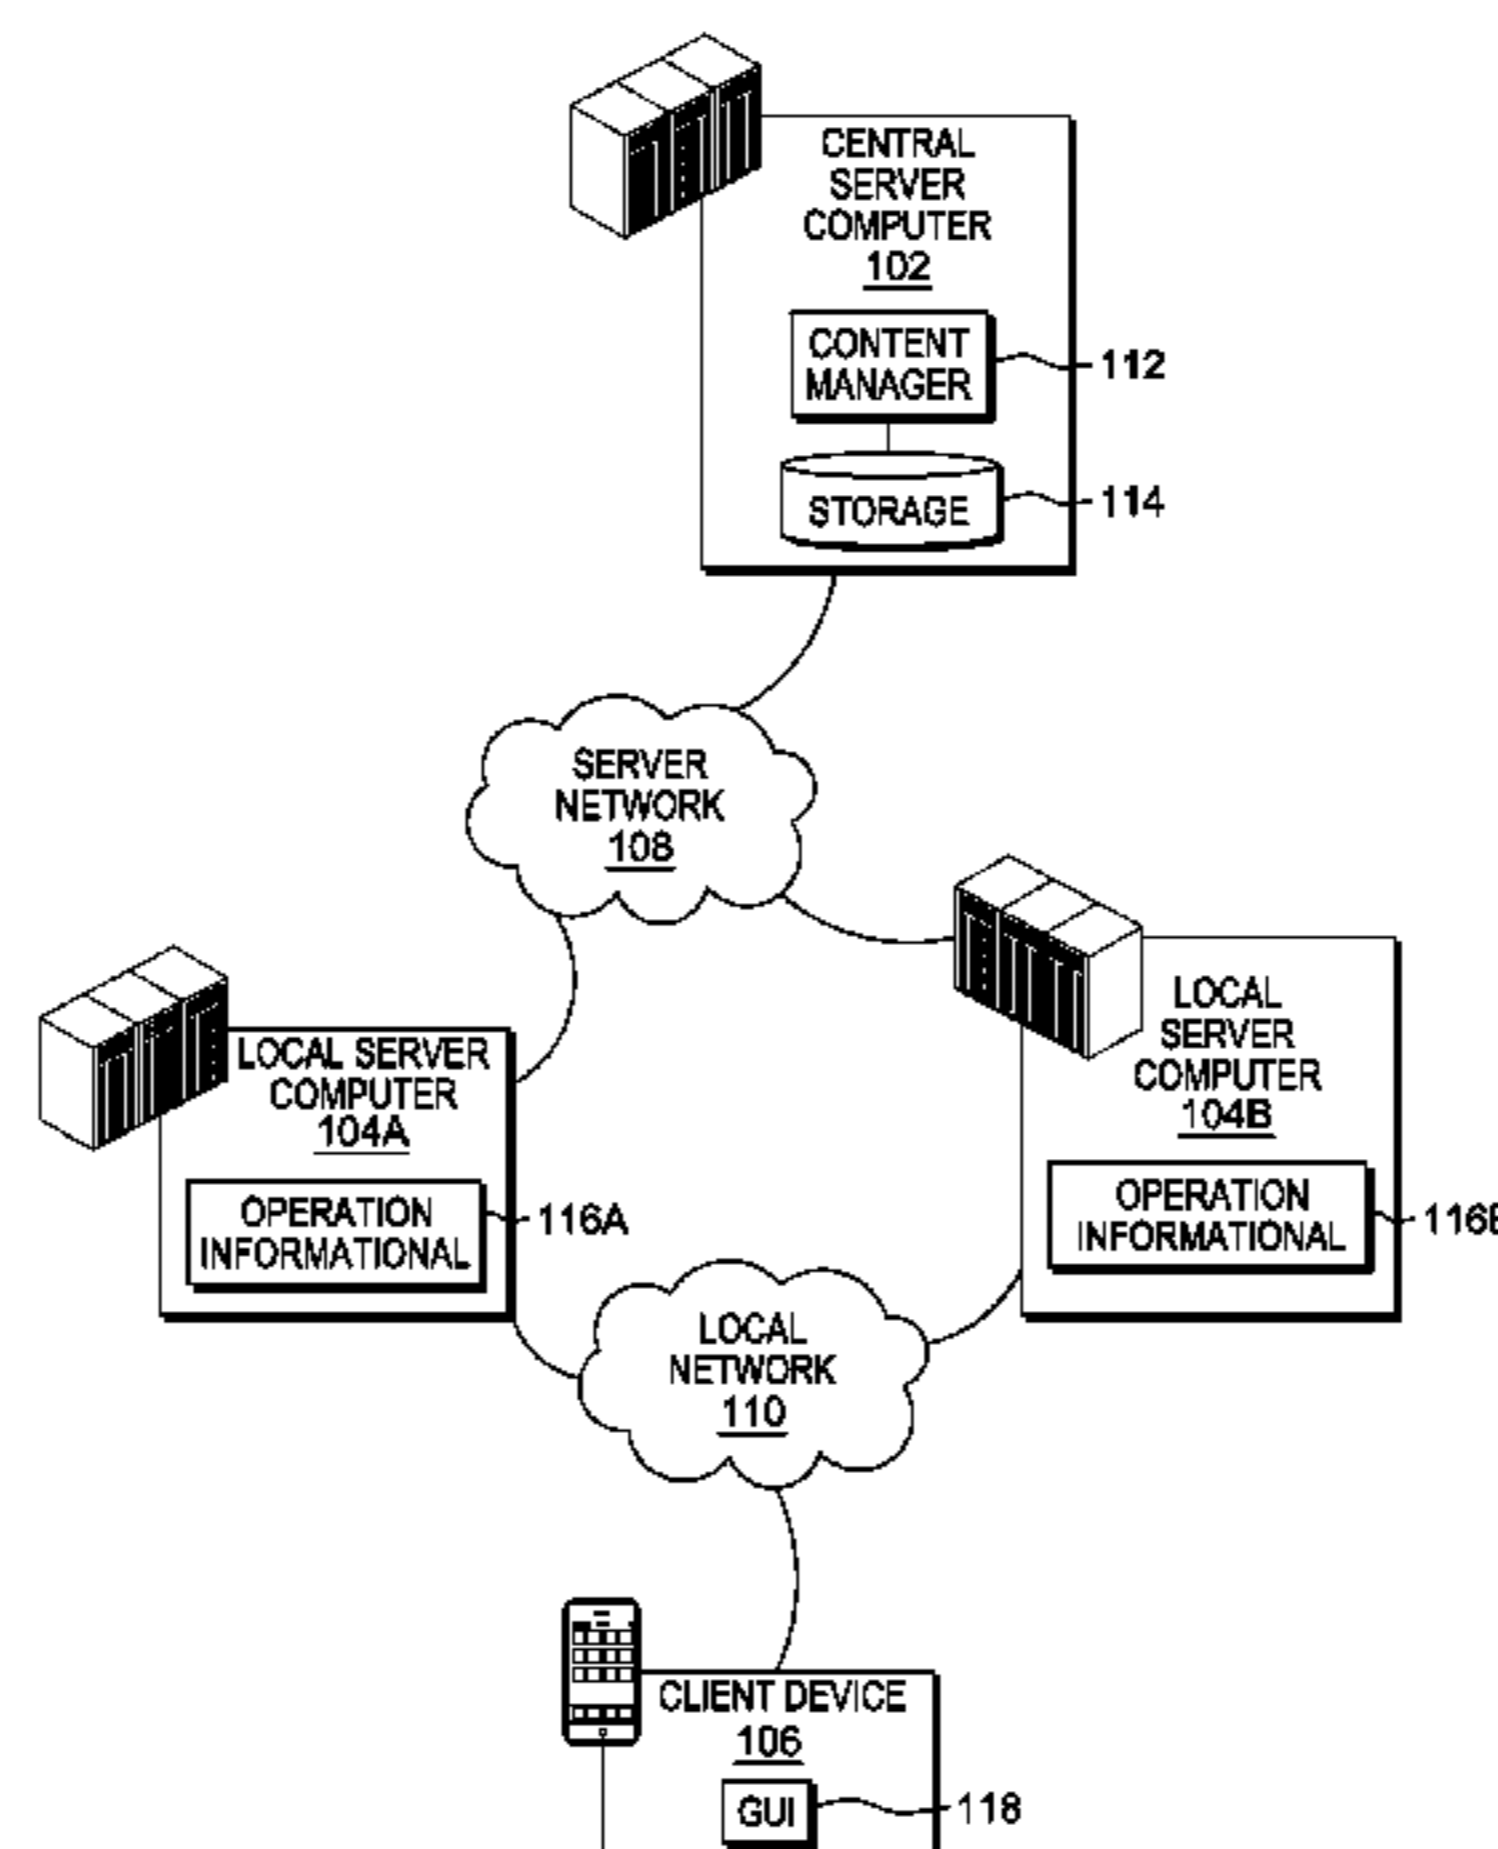 CENTRAL
SERVER
COMPUTER
102
CONTENT
MANAGER
112
STORAGE
114
SERVER
NETWORK
108
LOCAL SERVER
COMPUTER
104A
OPERATION
INFORMATIONAL
116A
LOCAL
SERVER
COMPUTER
104B
OPERATION
INFORMATIONAL
116B
LOCAL
NETWORK
110
CLIENT DEVICE
106
GUI
118